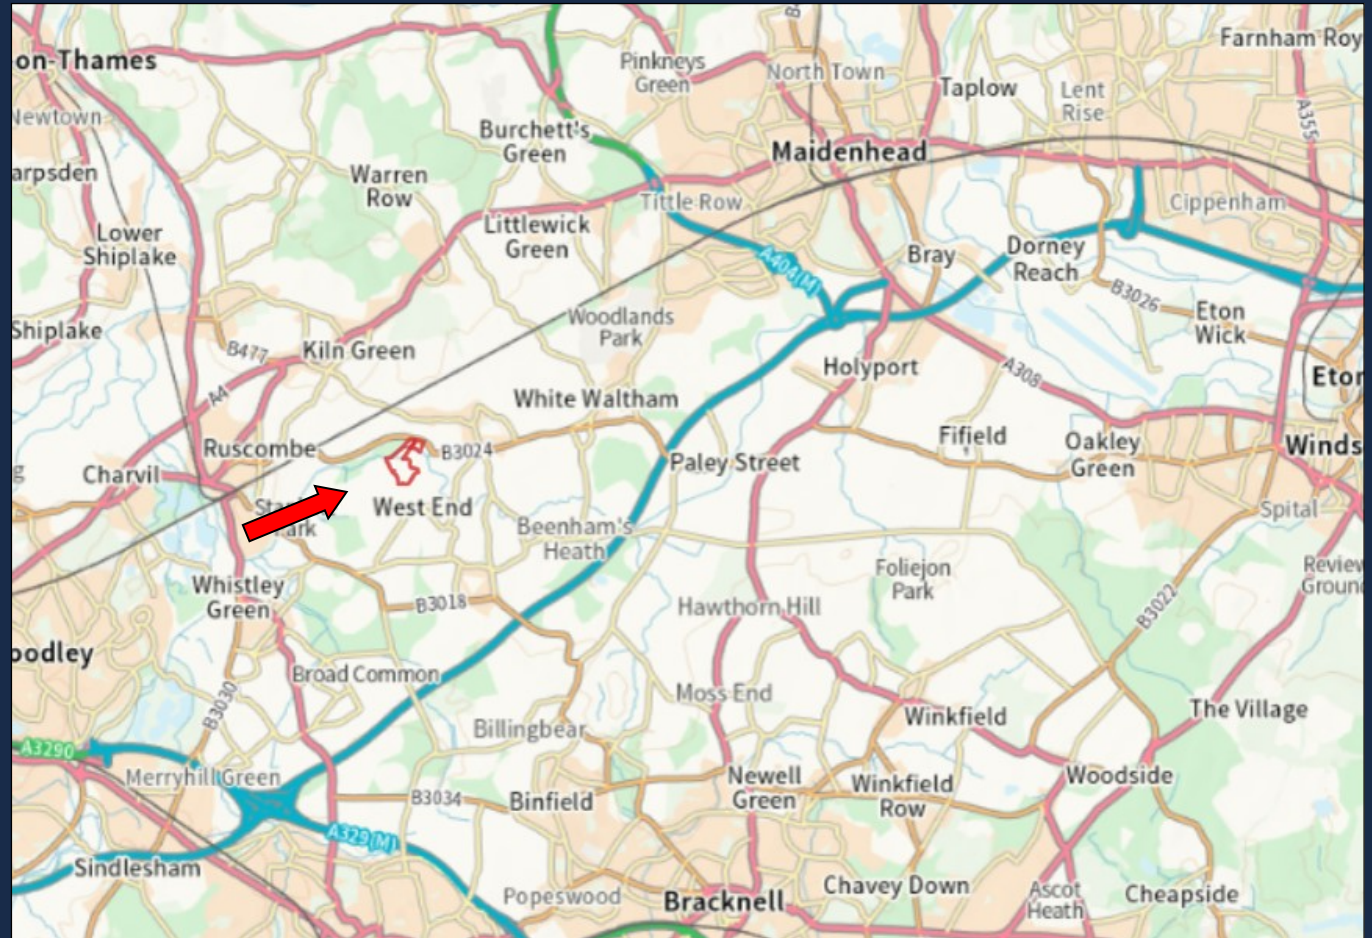 Farnham Roy
on-Thames
Pinkneys
Green
North Town
Taplow
Lent
Rise
A355
Newtown
Burchett's
Green
Maidenhead
arpsden
Warren
Row
Tittle Row
Cippenham
Lower
Shiplake
Littlewick
Green
A404(M)
Bray
Dorney
Reach
B3026
Eton
Wick
Shiplake
Woodlands
Park
B477
Kiln Green
Holyport
A308
Eton
A4
White Waltham
Ruscombe
B3024
Fifield
Oakley
Green
Winds
Charvil
g
Paley Street
West End
Park
Beenham's
Heath
Spital
Whistley
Green
B3018
Foliejon
Park
Review
Ground
B3022
Hawthorn Hill
oodley
Broad Common
Moss End
B3030
Billingbear
Winkfield
The Village
A3290
Merryhill Green
Newell
Green
Winkfield
Row
Woodside
B3034
Binfield
A329(M)
Sindlesham
Popeswood
Bracknell
Chavey Down
Ascot
Heath
Cheapside